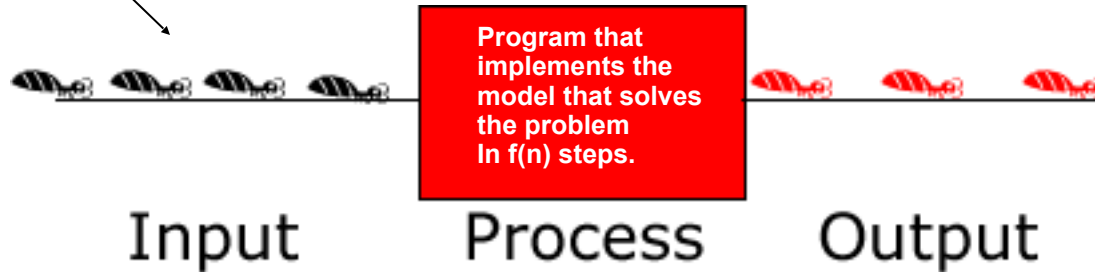 Program that
implements the
model that solves
the problem
In f(n) steps.
Input Process Output